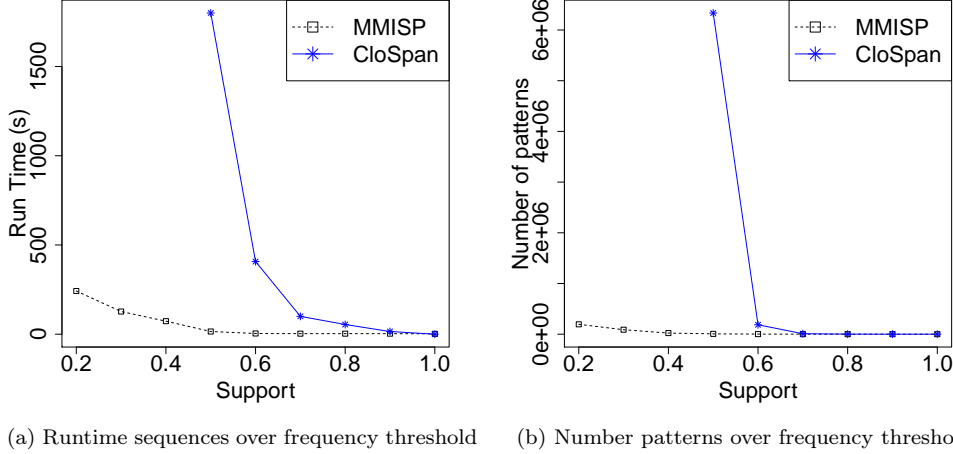 MMISP
CloSpan
Run Time (s)
0 500 1000 1500
0.2 0.4 0.6 0.8 1.0
Support
(a) Runtime sequences over frequency threshold
MMISP
CloSpan
Number of patterns
0e+00 2e+06 4e+06 6e+06
0.2 0.4 0.6 0.8 1.0
Support
(b) Number patterns over frequency thresho